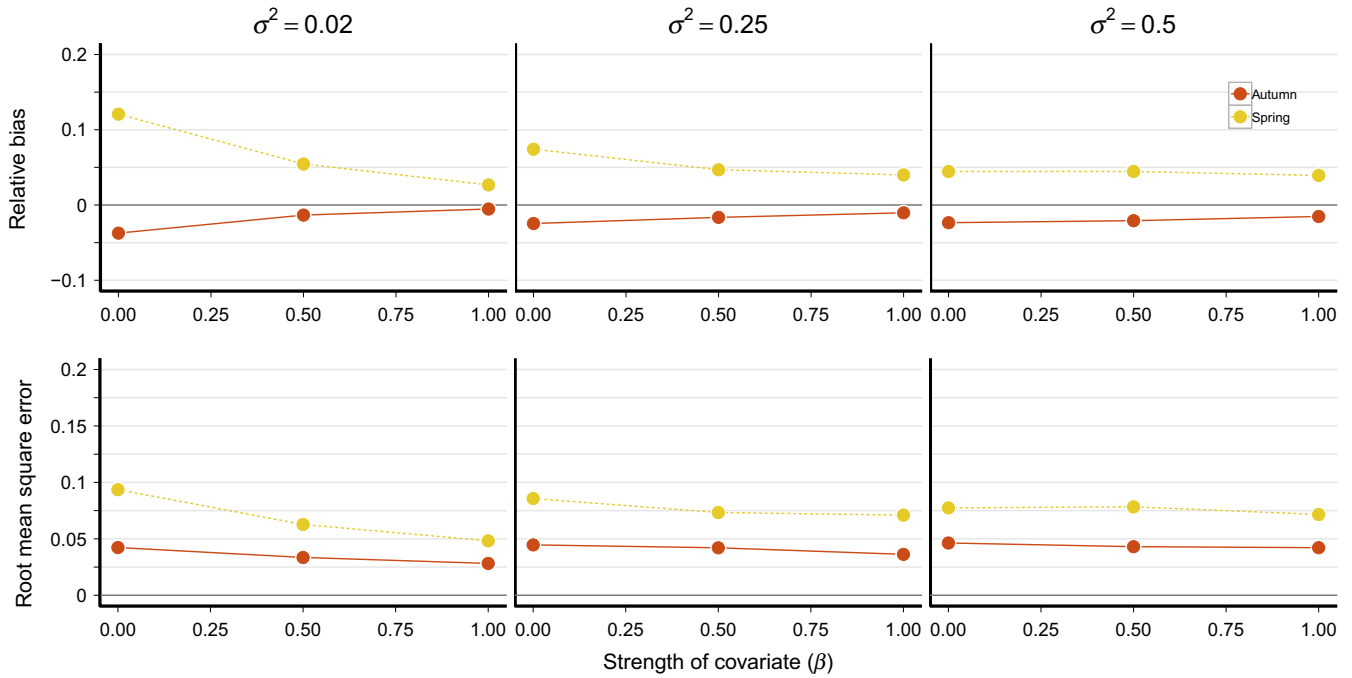 σ² = 0.02
σ² = 0.25
σ² = 0.5
Relative bias
0.2
0.1
0
−0.1
Autumn
Spring
0.00 0.25 0.50 0.75 1.00
0.00 0.25 0.50 0.75 1.00
0.00 0.25 0.50 0.75 1.00
Root mean square error
0.2
0.15
0.1
0.05
0
0.00 0.25 0.50 0.75 1.00
0.00 0.25 0.50 0.75 1.00
0.00 0.25 0.50 0.75 1.00
Strength of covariate (β)